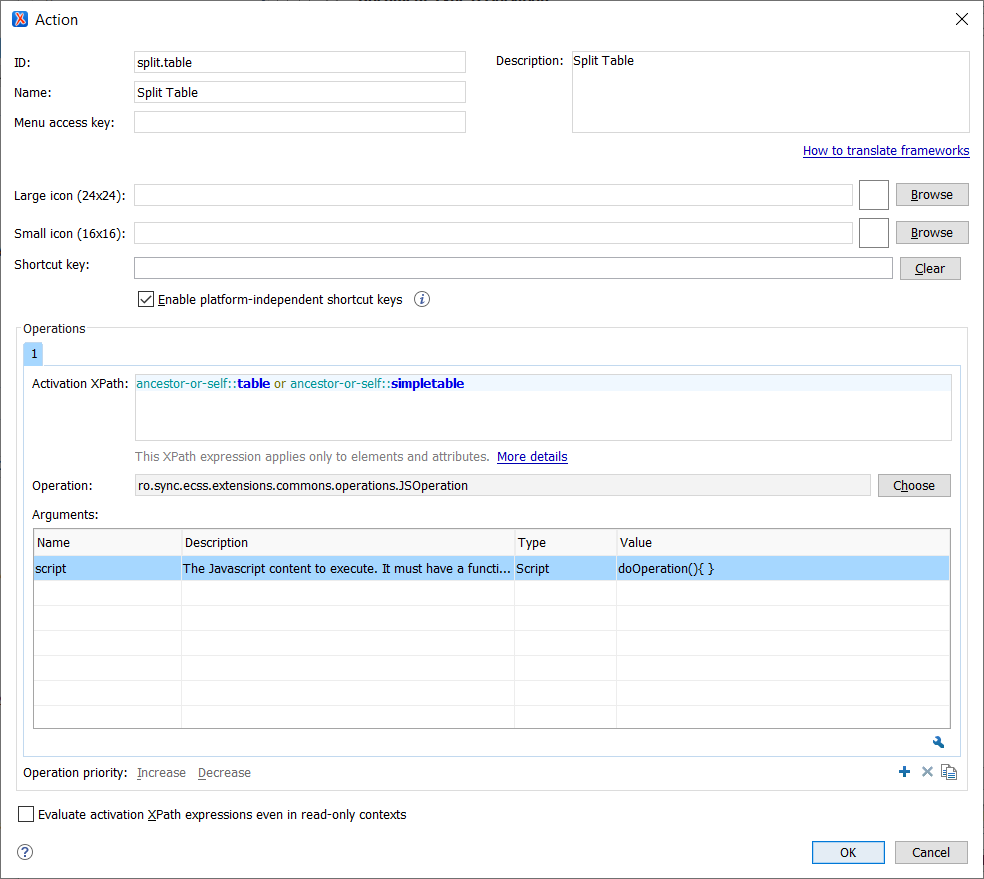 Action
ID:
split.table
Description:
Split Table
Name:
Split Table
Menu access key:
How to translate frameworks
Large icon (24x24):
Browse
Small icon (16x16):
Browse
Shortcut key:
Clear
Enable platform-independent shortcut keys
Operations
1
Activation XPath:
ancestor-or-self::table or ancestor-or-self::simpletable
This XPath expression applies only to elements and attributes. More details
Operation:
ro.sync.ecss.extensions.commons.operations.JSOperation
Choose
Arguments:
Name Description Type Value
script The Javascript content to execute. It must have a functi... Script doOperation(){ }
Operation priority: Increase Decrease
Evaluate activation XPath expressions even in read-only contexts
OK
Cancel